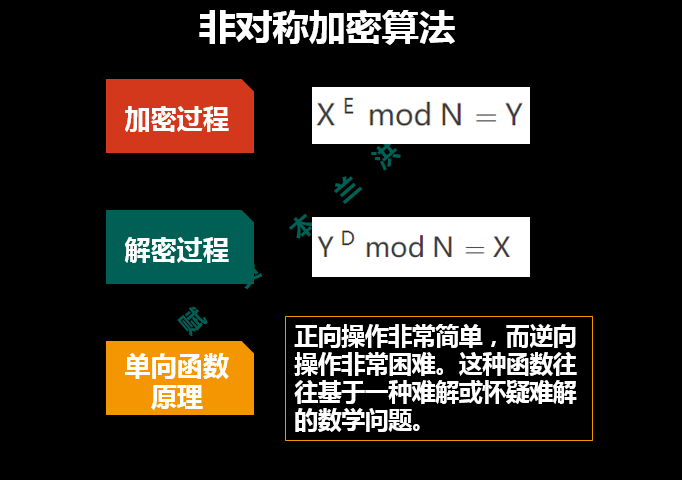 非对称加密算法
加密过程
X E mod N = Y
解密过程
Y D mod N = X
单向函数
原理
正向操作非常简单，而逆向
操作非常困难。这种函数往
往基于一种难解或怀疑难解
的数学问题。